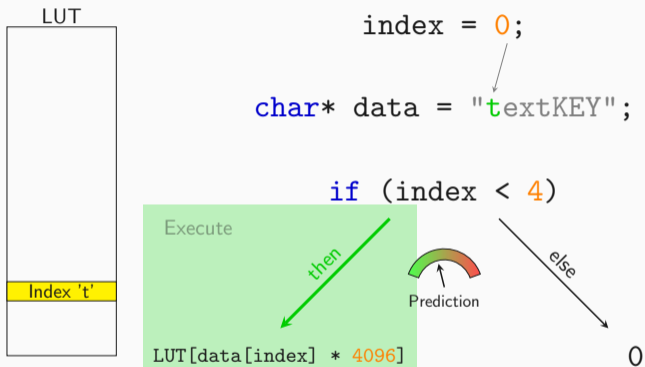 LUT
index = 0;
char* data = "textKEY";
if (index < 4)
Execute
then
else
Prediction
Index 't'
LUT[data[index] * 4096]
0